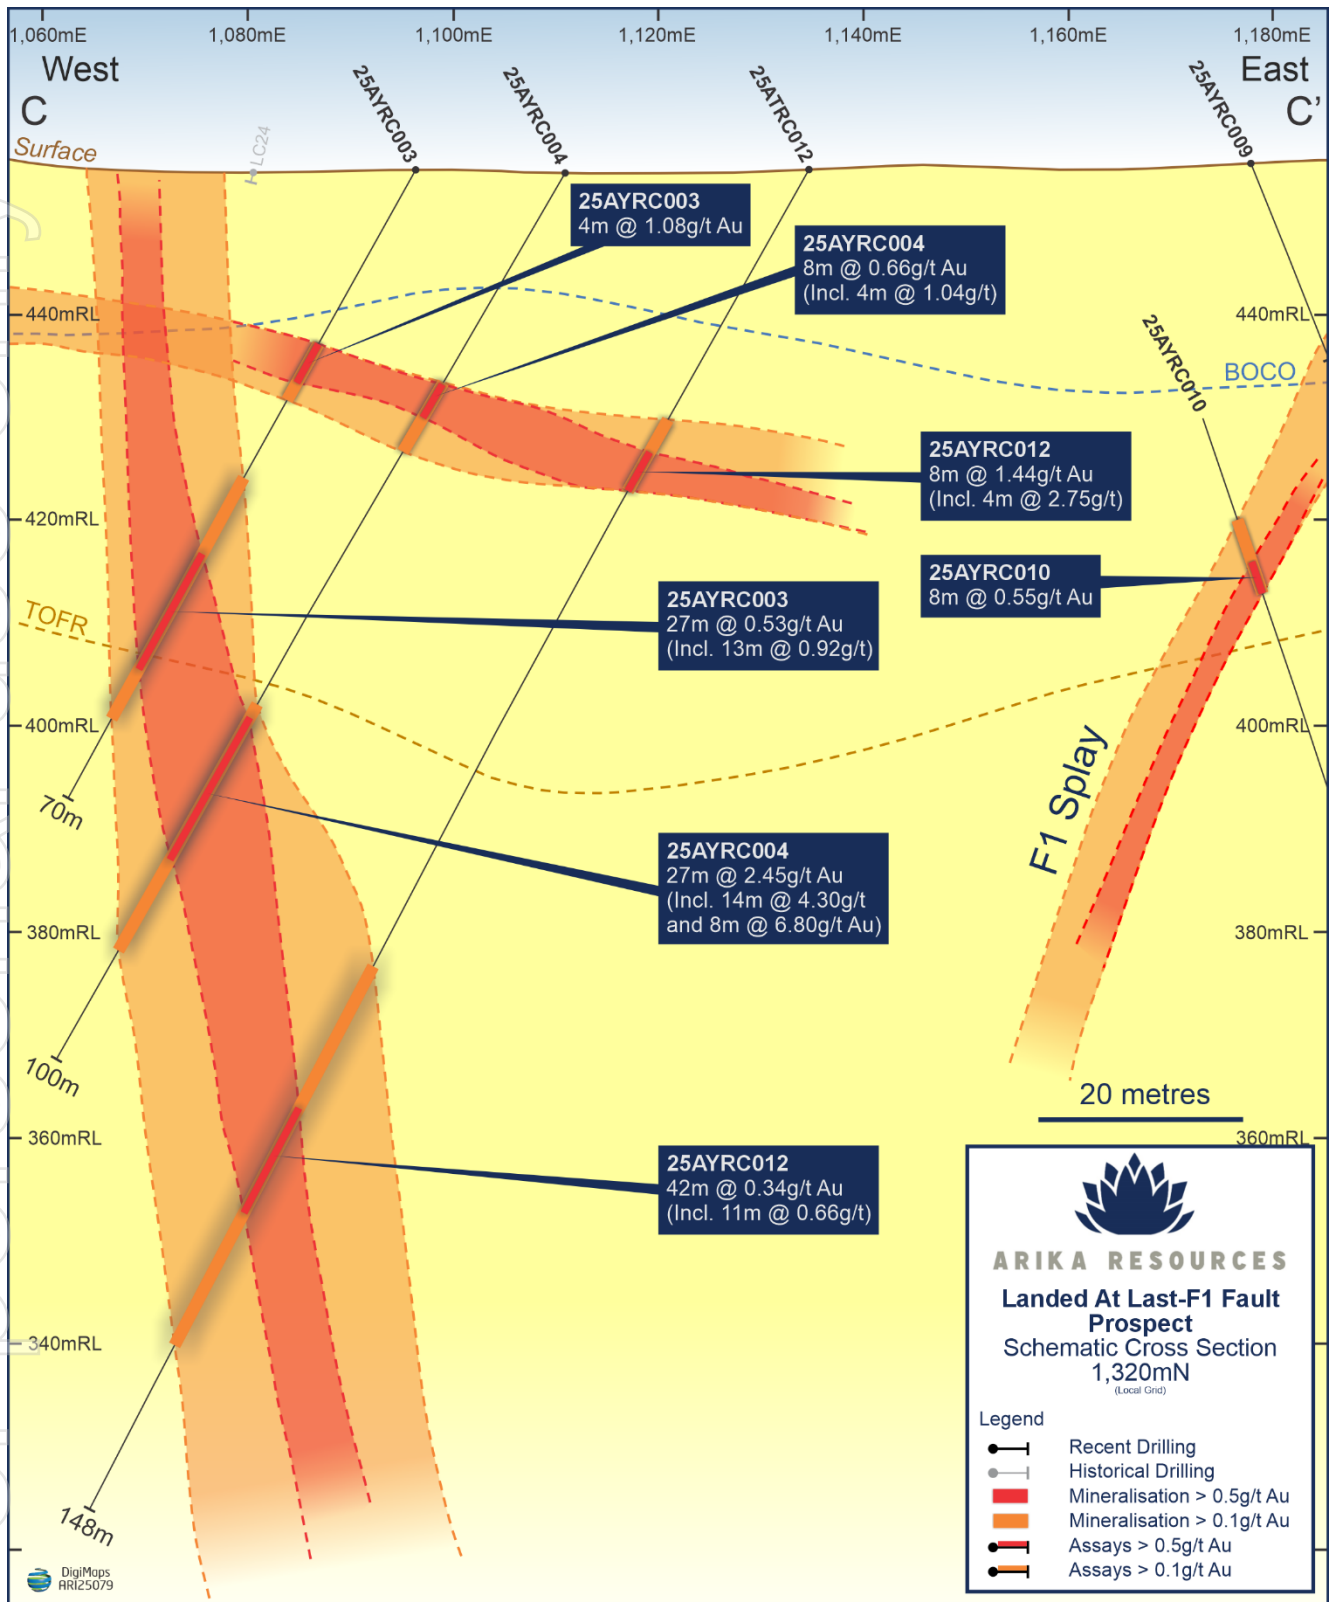 1,060mE
1,080mE
1,100mE
1,120mE
1,140mE
1,160mE
1,180mE
West
East
C
C’
25AYRC003
25AYRC004
25ATRC012
25AYRC009
LC24
Surface
25AYRC003
4m @ 1.08g/t Au
25AYRC004
8m @ 0.66g/t Au
(Incl. 4m @ 1.04g/t)
440mRL
440mRL
25AYRC010
BOCO
25AYRC012
8m @ 1.44g/t Au
(Incl. 4m @ 2.75g/t)
420mRL
420mRL
25AYRC010
8m @ 0.55g/t Au
25AYRC003
27m @ 0.53g/t Au
(Incl. 13m @ 0.92g/t)
TOFR
400mRL
400mRL
70m
F1 Splay
25AYRC004
27m @ 2.45g/t Au
(Incl. 14m @ 4.30g/t
and 8m @ 6.80g/t Au)
380mRL
380mRL
100m
20 metres
360mRL
360mRL
25AYRC012
42m @ 0.34g/t Au
(Incl. 11m @ 0.66g/t)
340mRL
148m
ARIKA RESOURCES
Landed At Last-F1 Fault
Prospect
Schematic Cross Section
1,320mN
(Local Grid)
Legend
Recent Drilling
Historical Drilling
Mineralisation > 0.5g/t Au
Mineralisation > 0.1g/t Au
Assays > 0.5g/t Au
Assays > 0.1g/t Au
DigiMaps
ARI25079